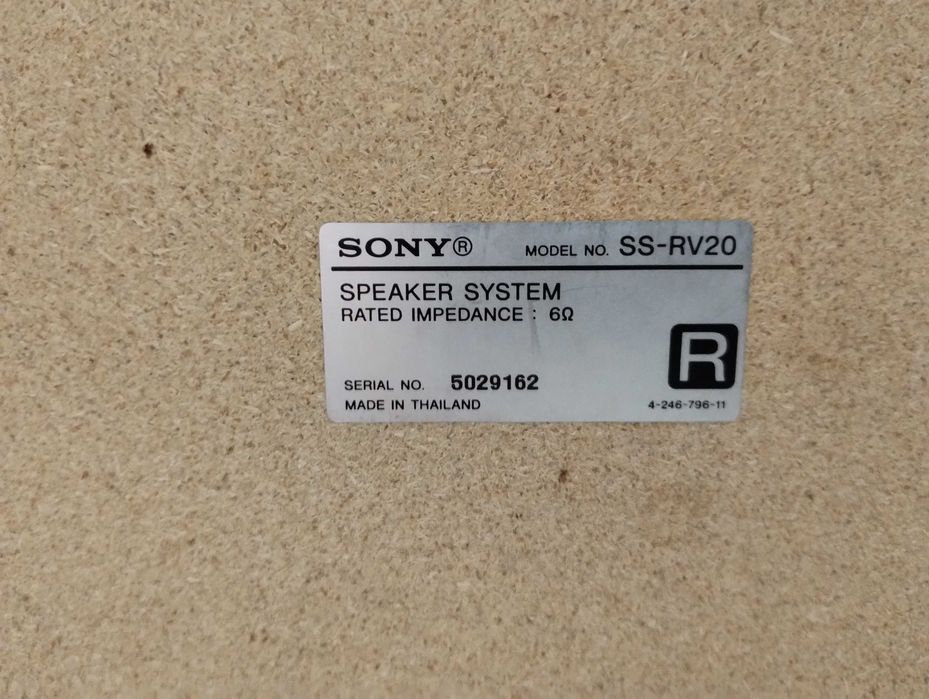 SONY® MODEL NO. SS-RV20
SPEAKER SYSTEM
RATED IMPEDANCE : 6Ω
R
SERIAL NO. 5029162
MADE IN THAILAND 4-246-796-11